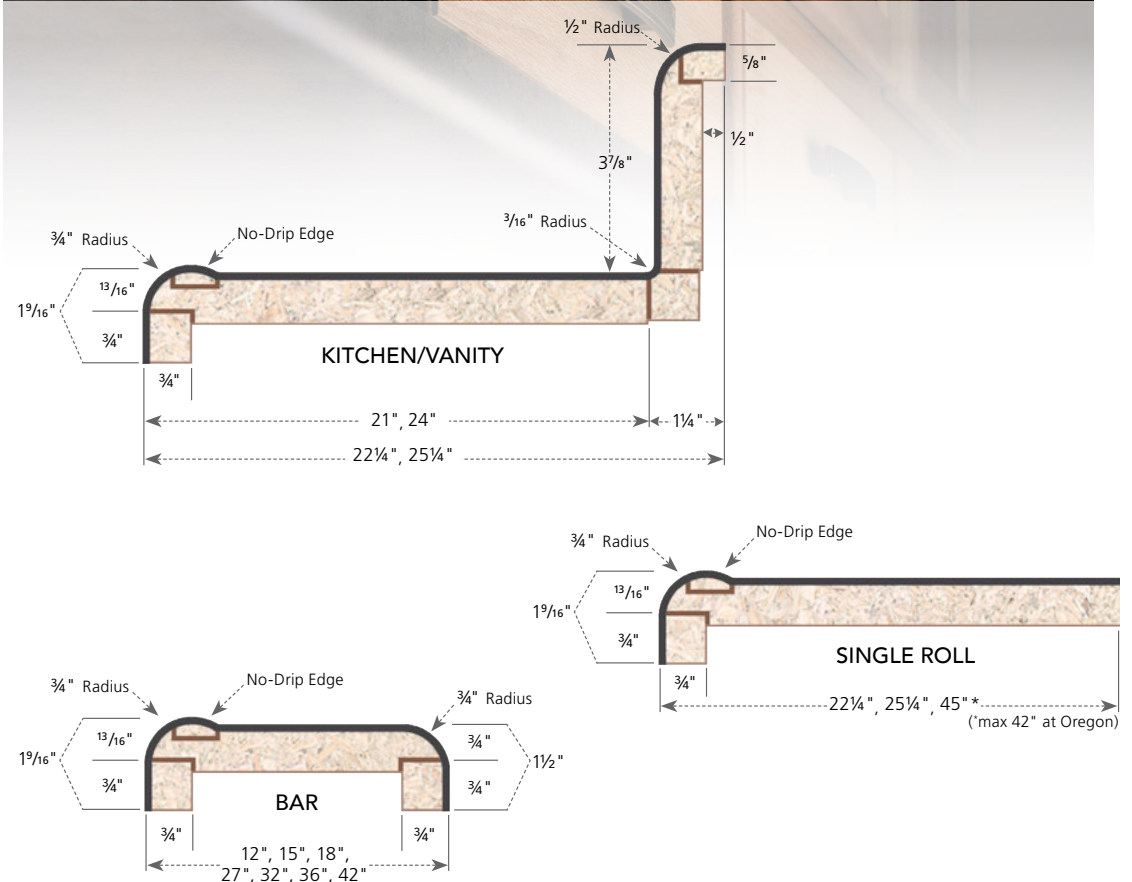 ½" Radius
⁵/₈"
½"
3⅞"
³/₁₆" Radius
¾" Radius
No-Drip Edge
¹³/₁₆"
1⁹/₁₆"
¾"
KITCHEN/VANITY
¾"
21", 24"
1¼"
22¼", 25¼"
No-Drip Edge
¾" Radius
¹³/₁₆"
1⁹/₁₆"
¾"
SINGLE ROLL
¾"
22¼", 25¼", 45"*
(*max 42" at Oregon)
¾" Radius
No-Drip Edge
¾" Radius
¹³/₁₆"
¾"
1⁹/₁₆"
1½"
¾"
¾"
BAR
¾"
¾"
12", 15", 18",
27", 32", 36", 42"